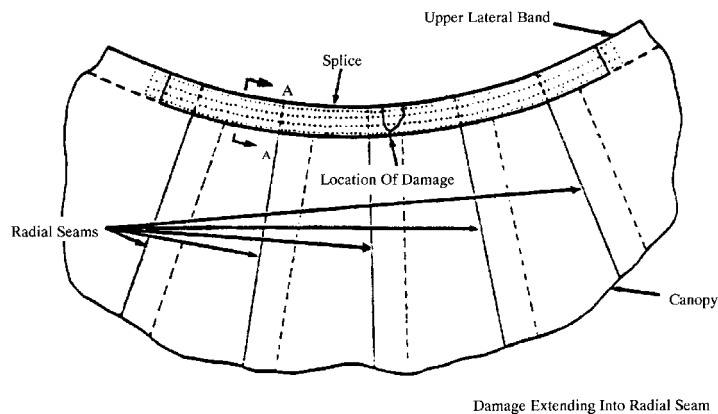 Upper Lateral Band
Splice
A
A
Location Of Damage
Radial Seams
Canopy
Damage Extending Into Radial Seam